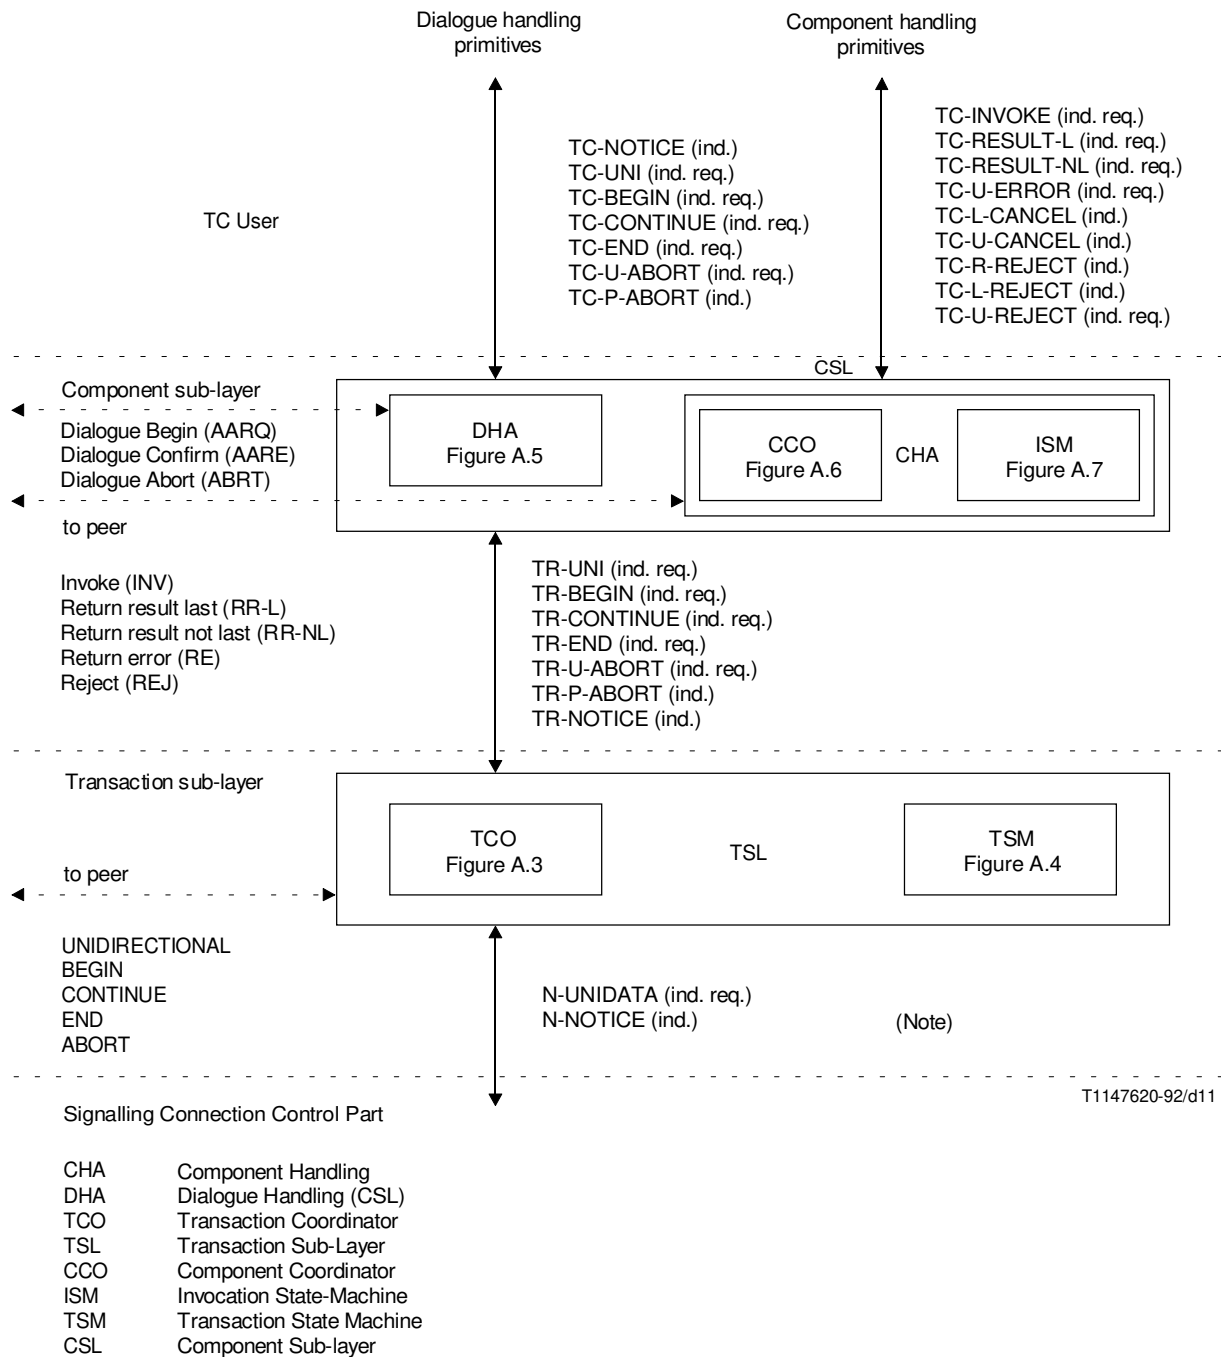 Dialogue handling
primitives
Component handling
primitives
TC-INVOKE (ind. req.)
TC-RESULT-L (ind. req.)
TC-RESULT-NL (ind. req.)
TC-U-ERROR (ind. req.)
TC-L-CANCEL (ind.)
TC-U-CANCEL (ind.)
TC-R-REJECT (ind.)
TC-L-REJECT (ind.)
TC-U-REJECT (ind. req.)
TC-NOTICE (ind.)
TC-UNI (ind. req.)
TC-BEGIN (ind. req.)
TC-CONTINUE (ind. req.)
TC-END (ind. req.)
TC-U-ABORT (ind. req.)
TC-P-ABORT (ind.)
TC User
CSL
Component sub-layer
Dialogue Begin (AARQ)
Dialogue Confirm (AARE)
Dialogue Abort (ABRT)
to peer
DHA
Figure A.5
CCO
Figure A.6
CHA
ISM
Figure A.7
Invoke (INV)
Return result last (RR-L)
Return result not last (RR-NL)
Return error (RE)
Reject (REJ)
TR-UNI (ind. req.)
TR-BEGIN (ind. req.)
TR-CONTINUE (ind. req.)
TR-END (ind. req.)
TR-U-ABORT (ind. req.)
TR-P-ABORT (ind.)
TR-NOTICE (ind.)
Transaction sub-layer
to peer
TCO
Figure A.3
TSL
TSM
Figure A.4
UNIDIRECTIONAL
BEGIN
CONTINUE
END
ABORT
N-UNIDATA (ind. req.)
N-NOTICE (ind.)
(Note)
T1147620-92/d11
Signalling Connection Control Part
CHA Component Handling
DHA Dialogue Handling (CSL)
TCO Transaction Coordinator
TSL Transaction Sub-Layer
CCO Component Coordinator
ISM Invocation State-Machine
TSM Transaction State Machine
CSL Component Sub-layer